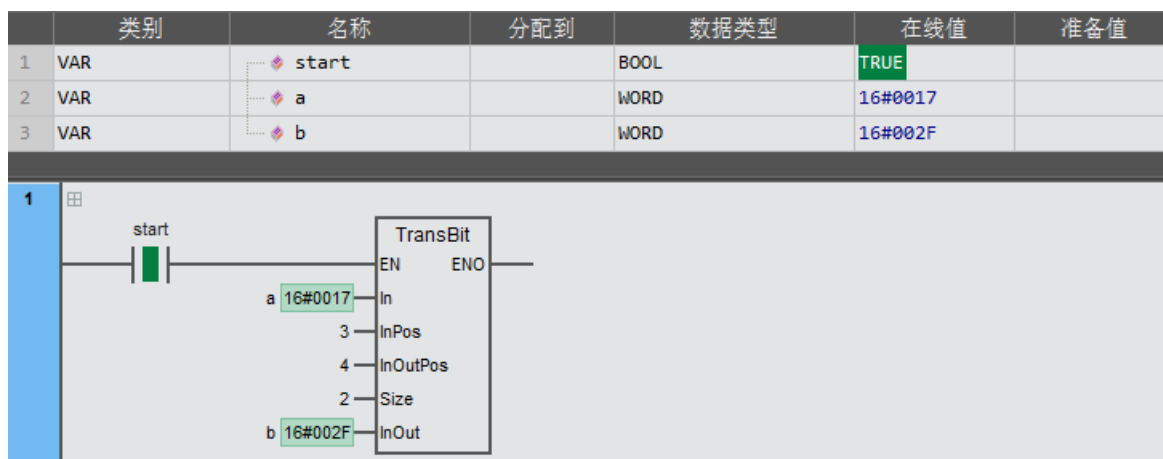 类别 名称 分配到 数据类型 在线值 准备值
1 VAR start BOOL TRUE
2 VAR a WORD 16#0017
3 VAR b WORD 16#002F
1
start
TransBit
EN ENO
a 16#0017 In
3 InPos
4 InOutPos
2 Size
b 16#002F InOut